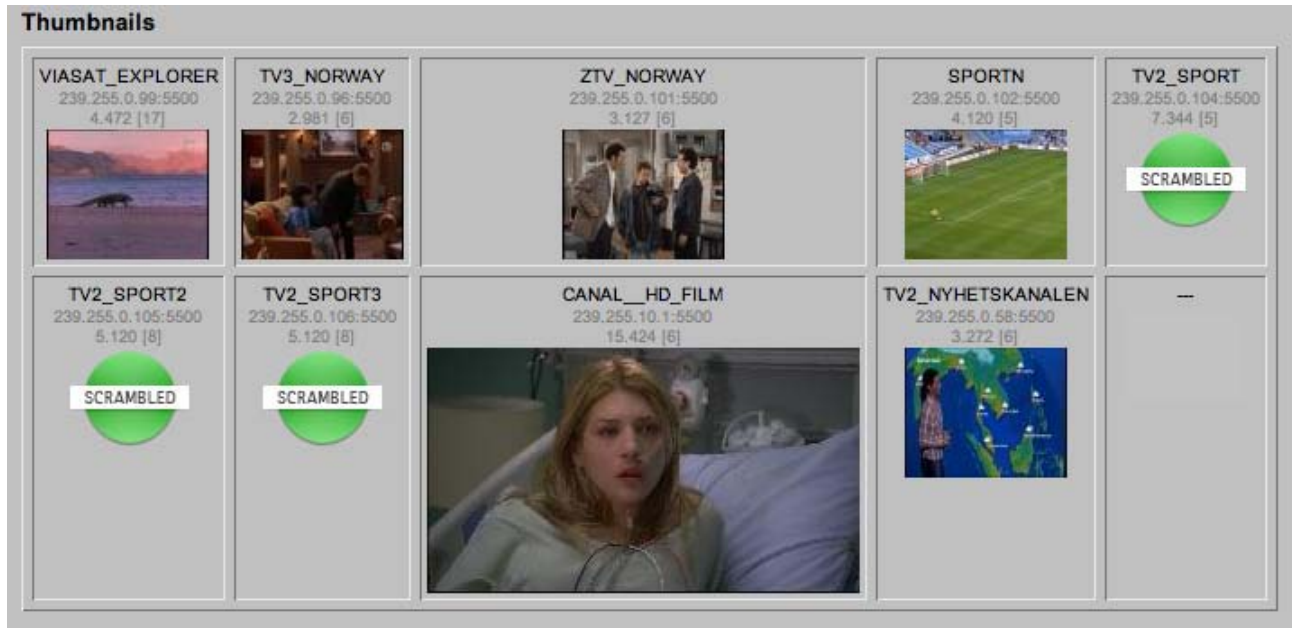 Thumbnails
VIASAT_EXPLORER
239.255.0.99:5500
4.472 [17]
TV3_NORWAY
239.255.0.96:5500
2.981 [6]
ZTV_NORWAY
239.255.0.101:5500
3.127 [6]
SPORTN
239.255.0.102:5500
4.120 [5]
TV2_SPORT
239.255.0.104:5500
7.344 [5]
SCRAMBLED
TV2_SPORT2
239.255.0.105:5500
5.120 [8]
SCRAMBLED
TV2_SPORT3
239.255.0.106:5500
5.120 [8]
SCRAMBLED
CANAL__HD_FILM
239.255.10.1:5500
15.424 [6]
TV2_NYHETSKANALEN
239.255.0.58:5500
3.272 [6]
---